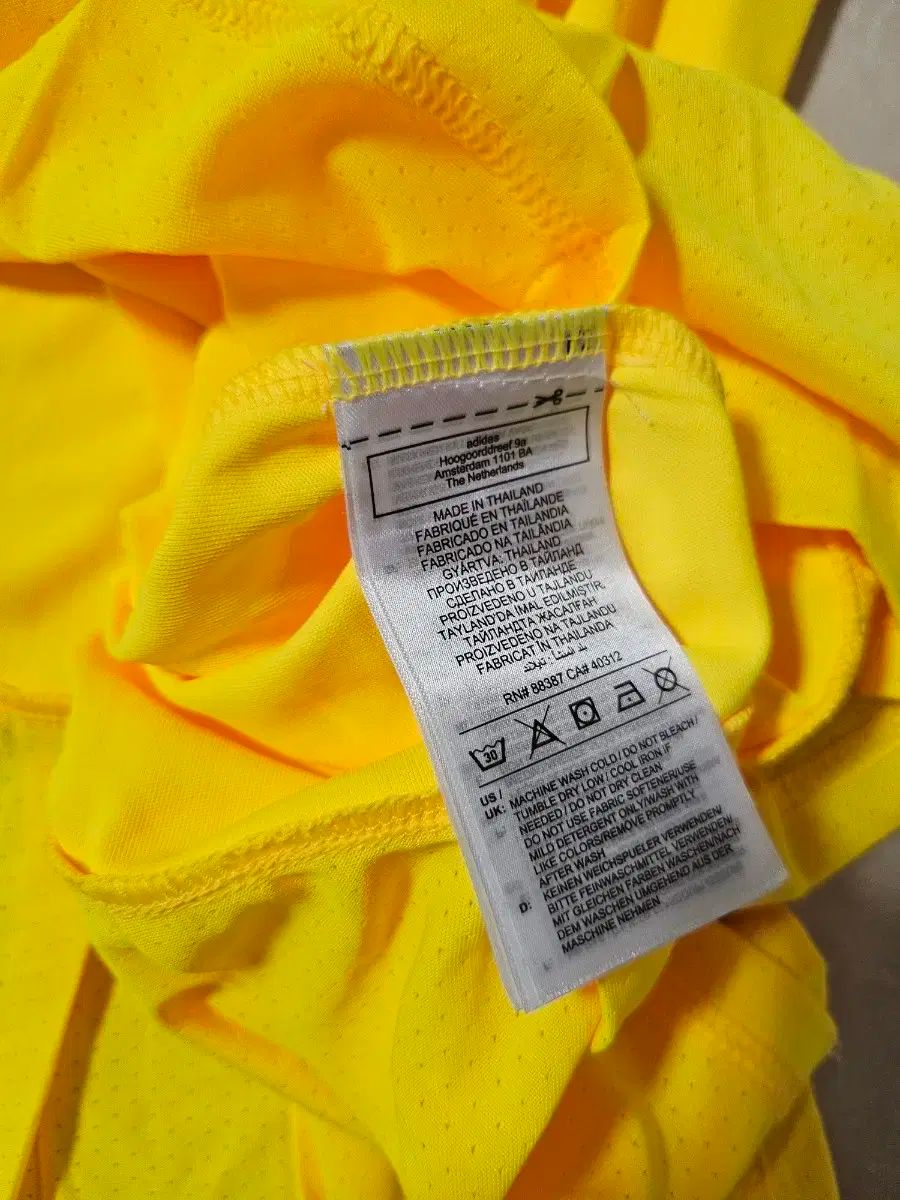 adidas
Hoogoorddreef 9a
Amsterdam 1101 BA
The Netherlands
MADE IN THAILAND
FABRIQUÉ EN THAÏLANDE
FABRICADO EN TAILANDIA
FABRICADO NA TAILÂNDIA
GYÁRTVA: THAILAND
ПРОИЗВЕДЕНО В ТАЙЛАНД
СДЕЛАНО В ТАИЛАНДЕ
PROIZVEDENO U TAJLANDU
TAYLAND'DA İMAL EDİLMİŞTİR.
ТАЙЛАНДТА ЖАСАЛҒАН
PROIZVEDENO NA TAJLANDU
FABRICAT IN THAILANDA
RN# 88387 CA# 40312
30
US / UK: MACHINE WASH COLD / DO NOT BLEACH /
TUMBLE DRY LOW / COOL IRON IF
NEEDED / DO NOT DRY CLEAN
DO NOT USE FABRIC SOFTENER/USE
MILD DETERGENT ONLY/WASH WITH
LIKE COLORS/REMOVE PROMPTLY
AFTER WASH
D: KEINEN WEICHSPUELER VERWENDEN/
BITTE FEINWASCHMITTEL VERWENDEN
MIT GLEICHEN FARBEN WASCHEN/NACH
DEM WASCHEN UMGEHEND AUS DER
MASCHINE NEHMEN